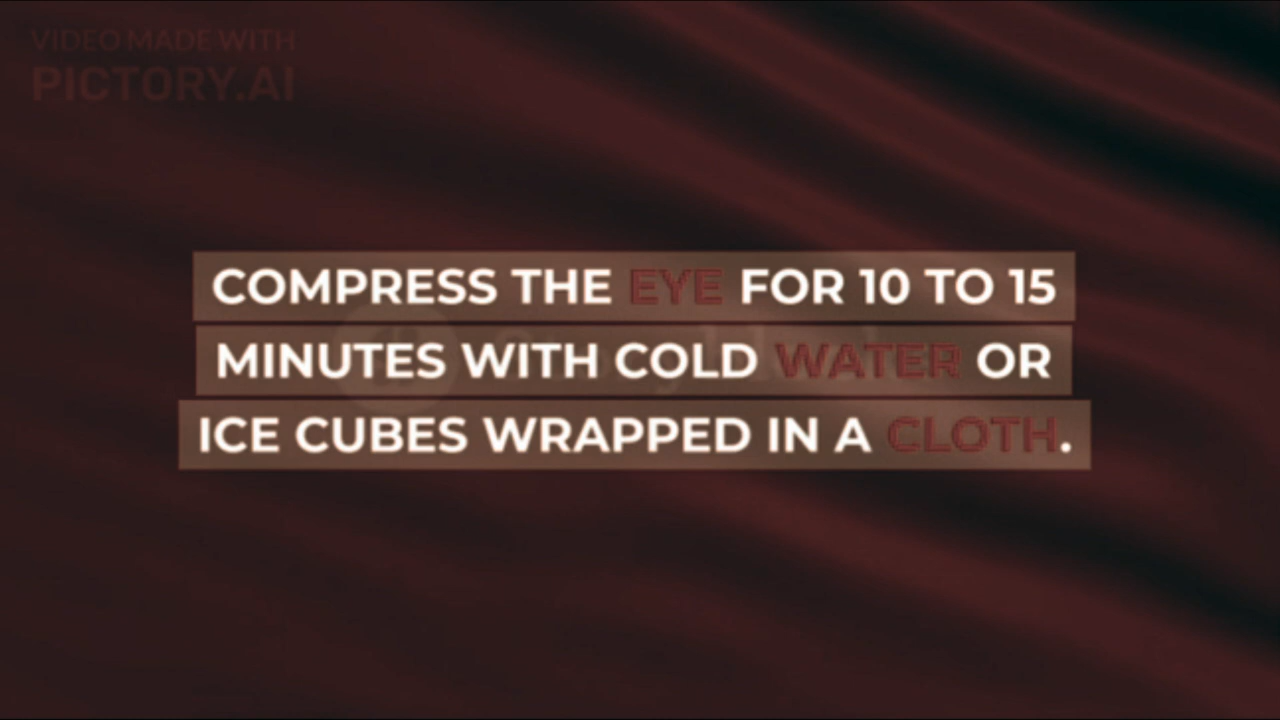 VIDEO MADE WITH
PICTORY.AI
COMPRESS THE EYE FOR 10 TO 15
MINUTES WITH COLD WATER OR
ICE CUBES WRAPPED IN A CLOTH.